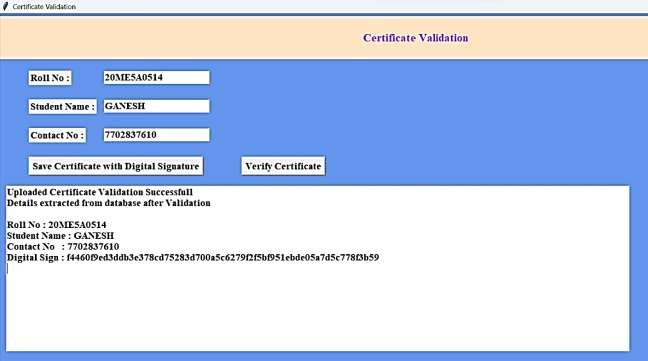 Certificate Validation
Certificate Validation
Roll No : 20ME5A0514
Student Name : GANESH
Contact No : 7702837610
Save Certificate with Digital Signature Verify Certificate
Uploaded Certificate Validation Successfull
Details extracted from database after Validation
Roll No : 20ME5A0514
Student Name : GANESH
Contact No : 7702837610
Digital Sign : f4460f9ed3ddb3e378cd75283d700a5c6279f2f5bf951ebde05a7d5c778f3b59